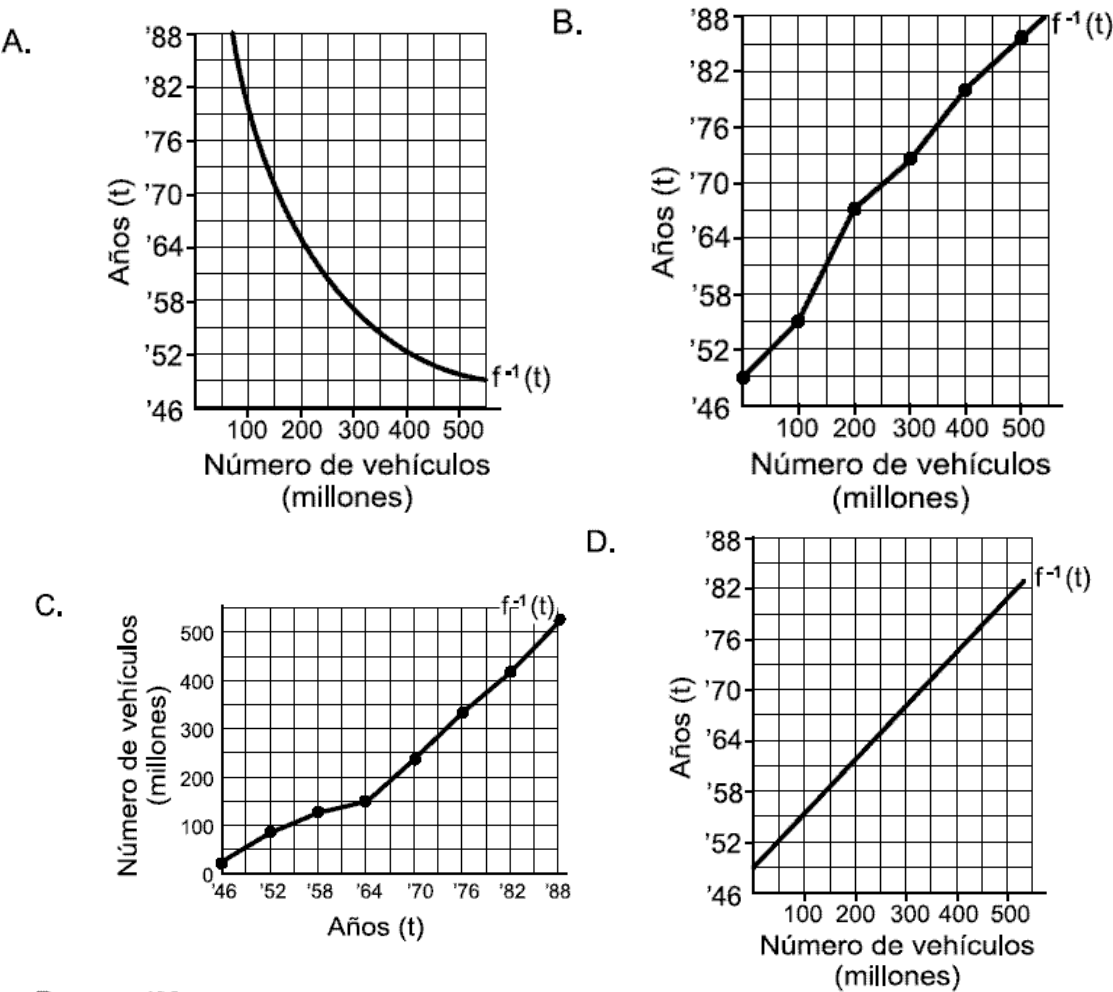 A.
'88
'82
'76
'70
'64
'58
'52
'46
Años (t)
f⁻¹(t)
100 200 300 400 500
Número de vehículos
(millones)
B.
'88
'82
'76
'70
'64
'58
'52
'46
Años (t)
f⁻¹(t)
100 200 300 400 500
Número de vehículos
(millones)
C.
Número de vehículos
(millones)
500
400
300
200
100
0
f⁻¹(t)
'46 '52 '58 '64 '70 '76 '82 '88
Años (t)
D.
'88
'82
'76
'70
'64
'58
'52
'46
Años (t)
f⁻¹(t)
100 200 300 400 500
Número de vehículos
(millones)